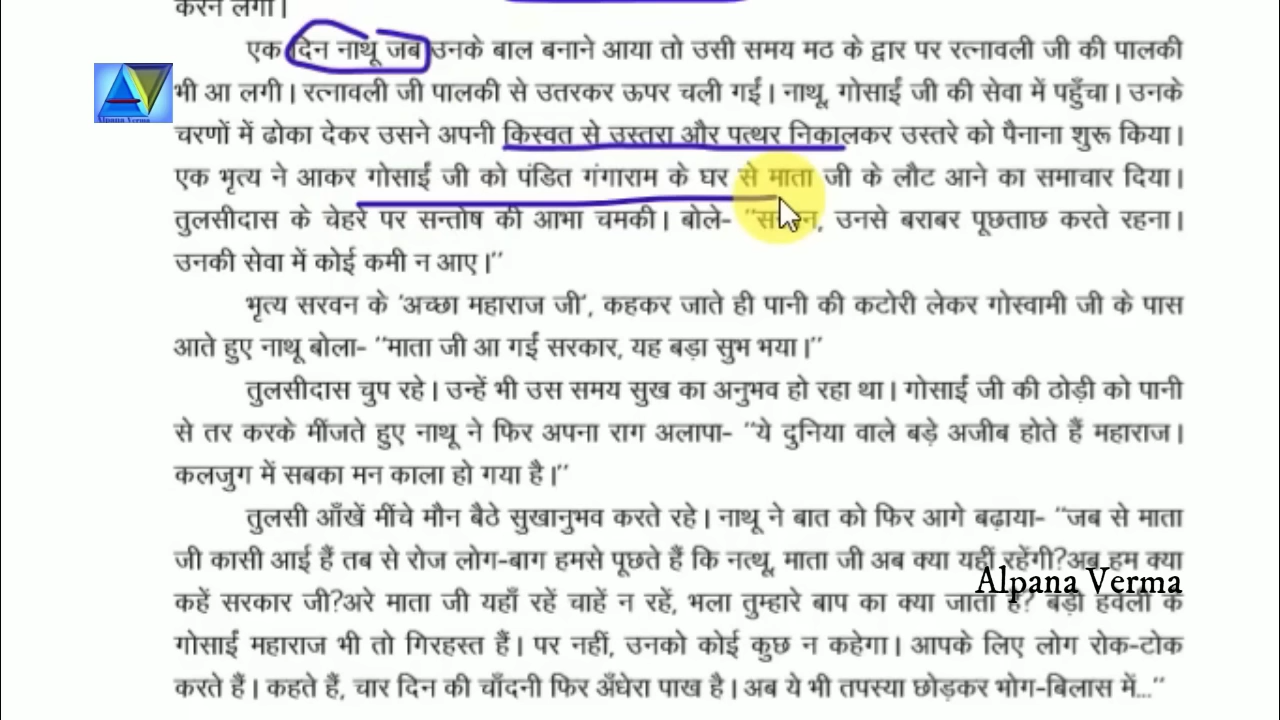 करने लगी।
एक दिन नाथू जब उनके बाल बनाने आया तो उसी समय मठ के द्वार पर रत्नावली जी की पालकी
भी आ लगी। रत्नावली जी पालकी से उतरकर ऊपर चली गईं। नाथू, गोसाईं जी की सेवा में पहुँचा। उनके
चरणों में ढोका देकर उसने अपनी किस्वत से उस्तरा और पत्थर निकालकर उस्तरे को पैनाना शुरू किया।
एक भृत्य ने आकर गोसाईं जी को पंडित गंगाराम के घर से माता जी के लौट आने का समाचार दिया।
तुलसीदास के चेहरे पर सन्तोष की आभा चमकी। बोले- ''सरवन, उनसे बराबर पूछताछ करते रहना।
उनकी सेवा में कोई कमी न आए।''
भृत्य सरवन के 'अच्छा महाराज जी', कहकर जाते ही पानी की कटोरी लेकर गोस्वामी जी के पास
आते हुए नाथू बोला- ''माता जी आ गईं सरकार, यह बड़ा सुभ भया।''
तुलसीदास चुप रहे। उन्हें भी उस समय सुख का अनुभव हो रहा था। गोसाईं जी की ठोड़ी को पानी
से तर करके मींजते हुए नाथू ने फिर अपना राग अलापा- ''ये दुनिया वाले बड़े अजीब होते हैं महाराज।
कलजुग में सबका मन काला हो गया है।''
तुलसी आँखें मींचे मौन बैठे सुखानुभव करते रहे। नाथू ने बात को फिर आगे बढ़ाया- ''जब से माता
जी कासी आई हैं तब से रोज लोग-बाग हमसे पूछते हैं कि नत्थू, माता जी अब क्या यहीं रहेंगी?अब हम क्या
कहें सरकार जी?अरे माता जी यहाँ रहें चाहें न रहें, भला तुम्हारे बाप का क्या जाता है? बड़ी हवेली के
गोसाईं महाराज भी तो गिरहस्त हैं। पर नहीं, उनको कोई कुछ न कहेगा। आपके लिए लोग रोक-टोक
करते हैं। कहते हैं, चार दिन की चाँदनी फिर अँधेरा पाख है। अब ये भी तपस्या छोड़कर भोग-बिलास में...''
Alpana Verma
Alpana Verma